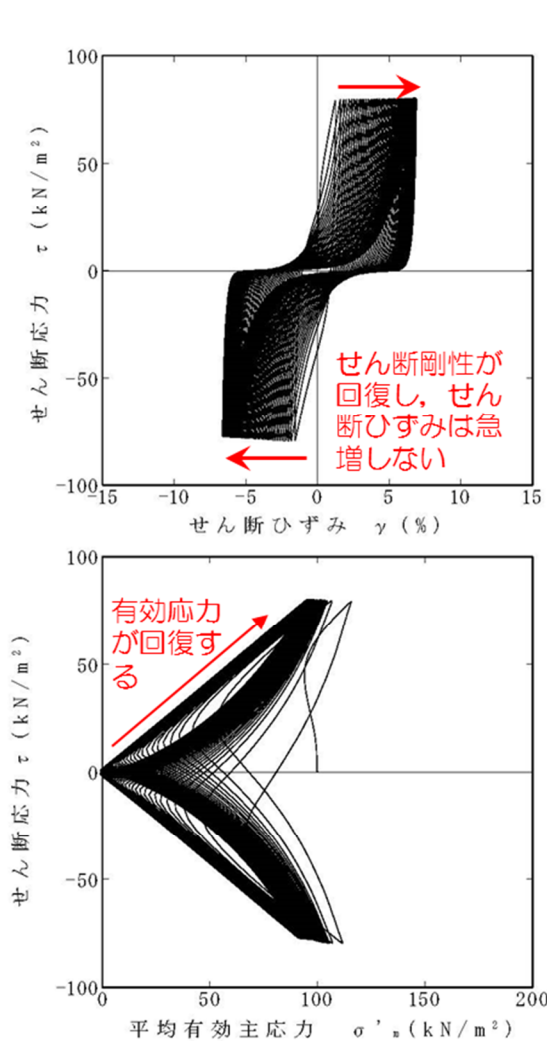 100
50
0
-50
-100
せん断応力 τ (kN/m²)
せん断剛性が
回復し，せん
断ひずみは急
増しない
-15 -10 -5 0 5 10 15
せん断ひずみ γ (%)
100
50
0
-50
-100
せん断応力 τ (kN/m²)
有効応力
が回復す
る
0 50 100 150 200
平均有効主応力 σ'm (kN/m²)